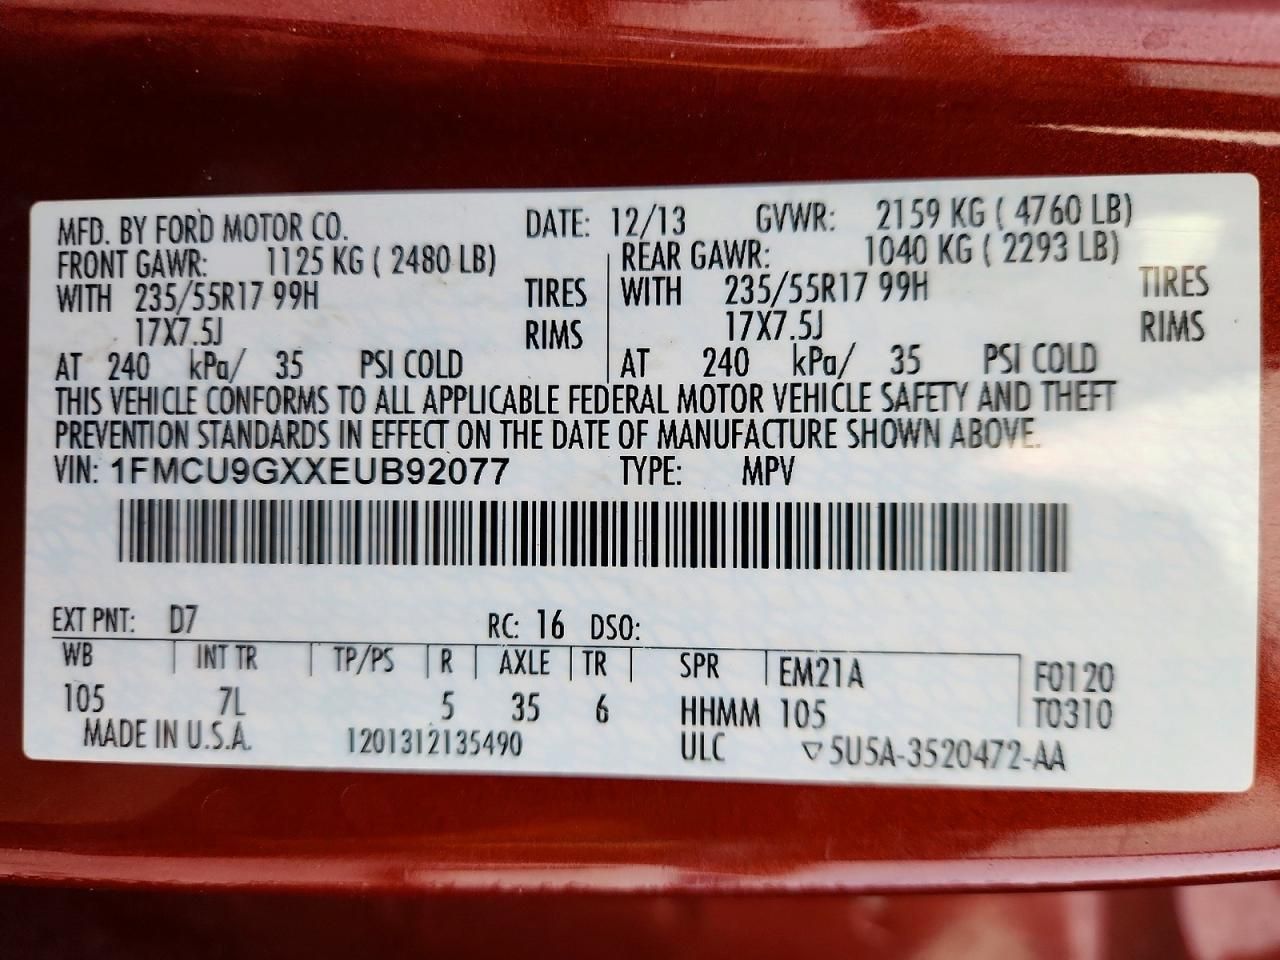 MFD. BY FORD MOTOR CO. DATE: 12/13 GVWR: 2159 KG ( 4760 LB)
FRONT GAWR: 1125 KG ( 2480 LB) REAR GAWR: 1040 KG ( 2293 LB)
WITH 235/55R17 99H TIRES WITH 235/55R17 99H TIRES
17X7.5J RIMS 17X7.5J RIMS
AT 240 kPa/ 35 PSI COLD AT 240 kPa/ 35 PSI COLD
THIS VEHICLE CONFORMS TO ALL APPLICABLE FEDERAL MOTOR VEHICLE SAFETY AND THEFT
PREVENTION STANDARDS IN EFFECT ON THE DATE OF MANUFACTURE SHOWN ABOVE.
VIN: 1FMCU9GXXEUB92077 TYPE: MPV
EXT PNT: D7 RC: 16 DSO:
WB INT TR TP/PS R AXLE TR SPR EM21A F0120
105 7L 5 35 6 HHMM 105 T0310
MADE IN U.S.A. 1201312135490 ULC ▽5U5A-3520472-AA